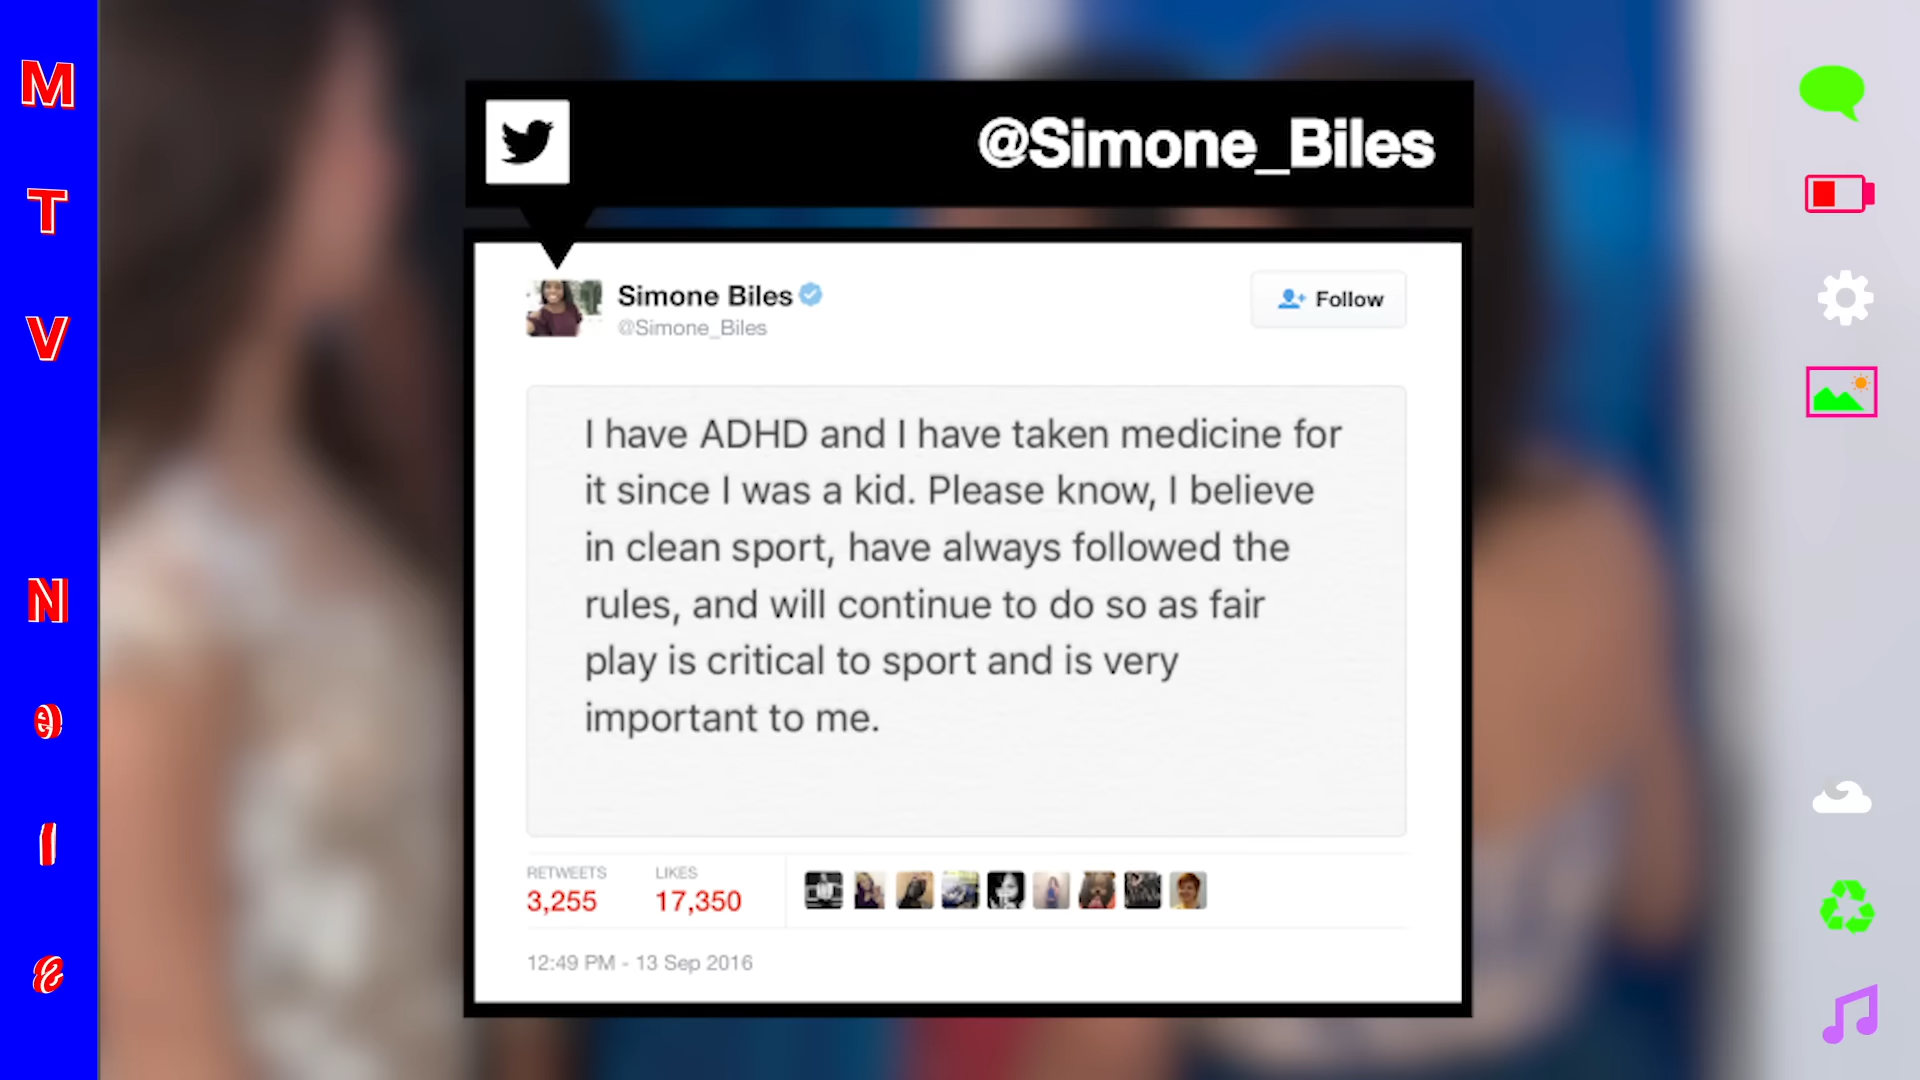 M
T
V
N
e
l
e
@Simone_Biles
Simone Biles
@Simone_Biles
Follow
I have ADHD and I have taken medicine for
it since I was a kid. Please know, I believe
in clean sport, have always followed the
rules, and will continue to do so as fair
play is critical to sport and is very
important to me.
RETWEETS LIKES
3,255 17,350
12:49 PM - 13 Sep 2016